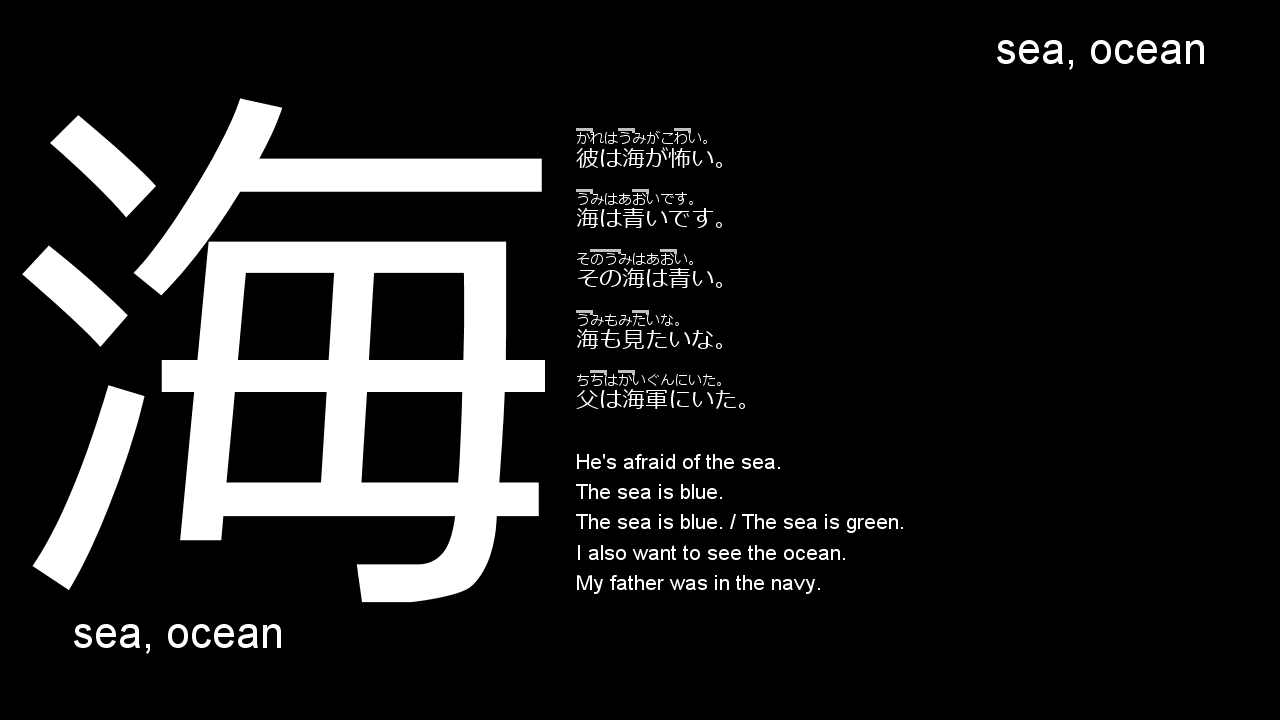 sea, ocean
海
sea, ocean
かれはうみがこわい。
彼は海が怖い。
うみはあおいです。
海は青いです。
そのうみはあおい。
その海は青い。
うみもみたいな。
海も見たいな。
ちちはかいぐんにいた。
父は海軍にいた。
He's afraid of the sea.
The sea is blue.
The sea is blue. / The sea is green.
I also want to see the ocean.
My father was in the navy.